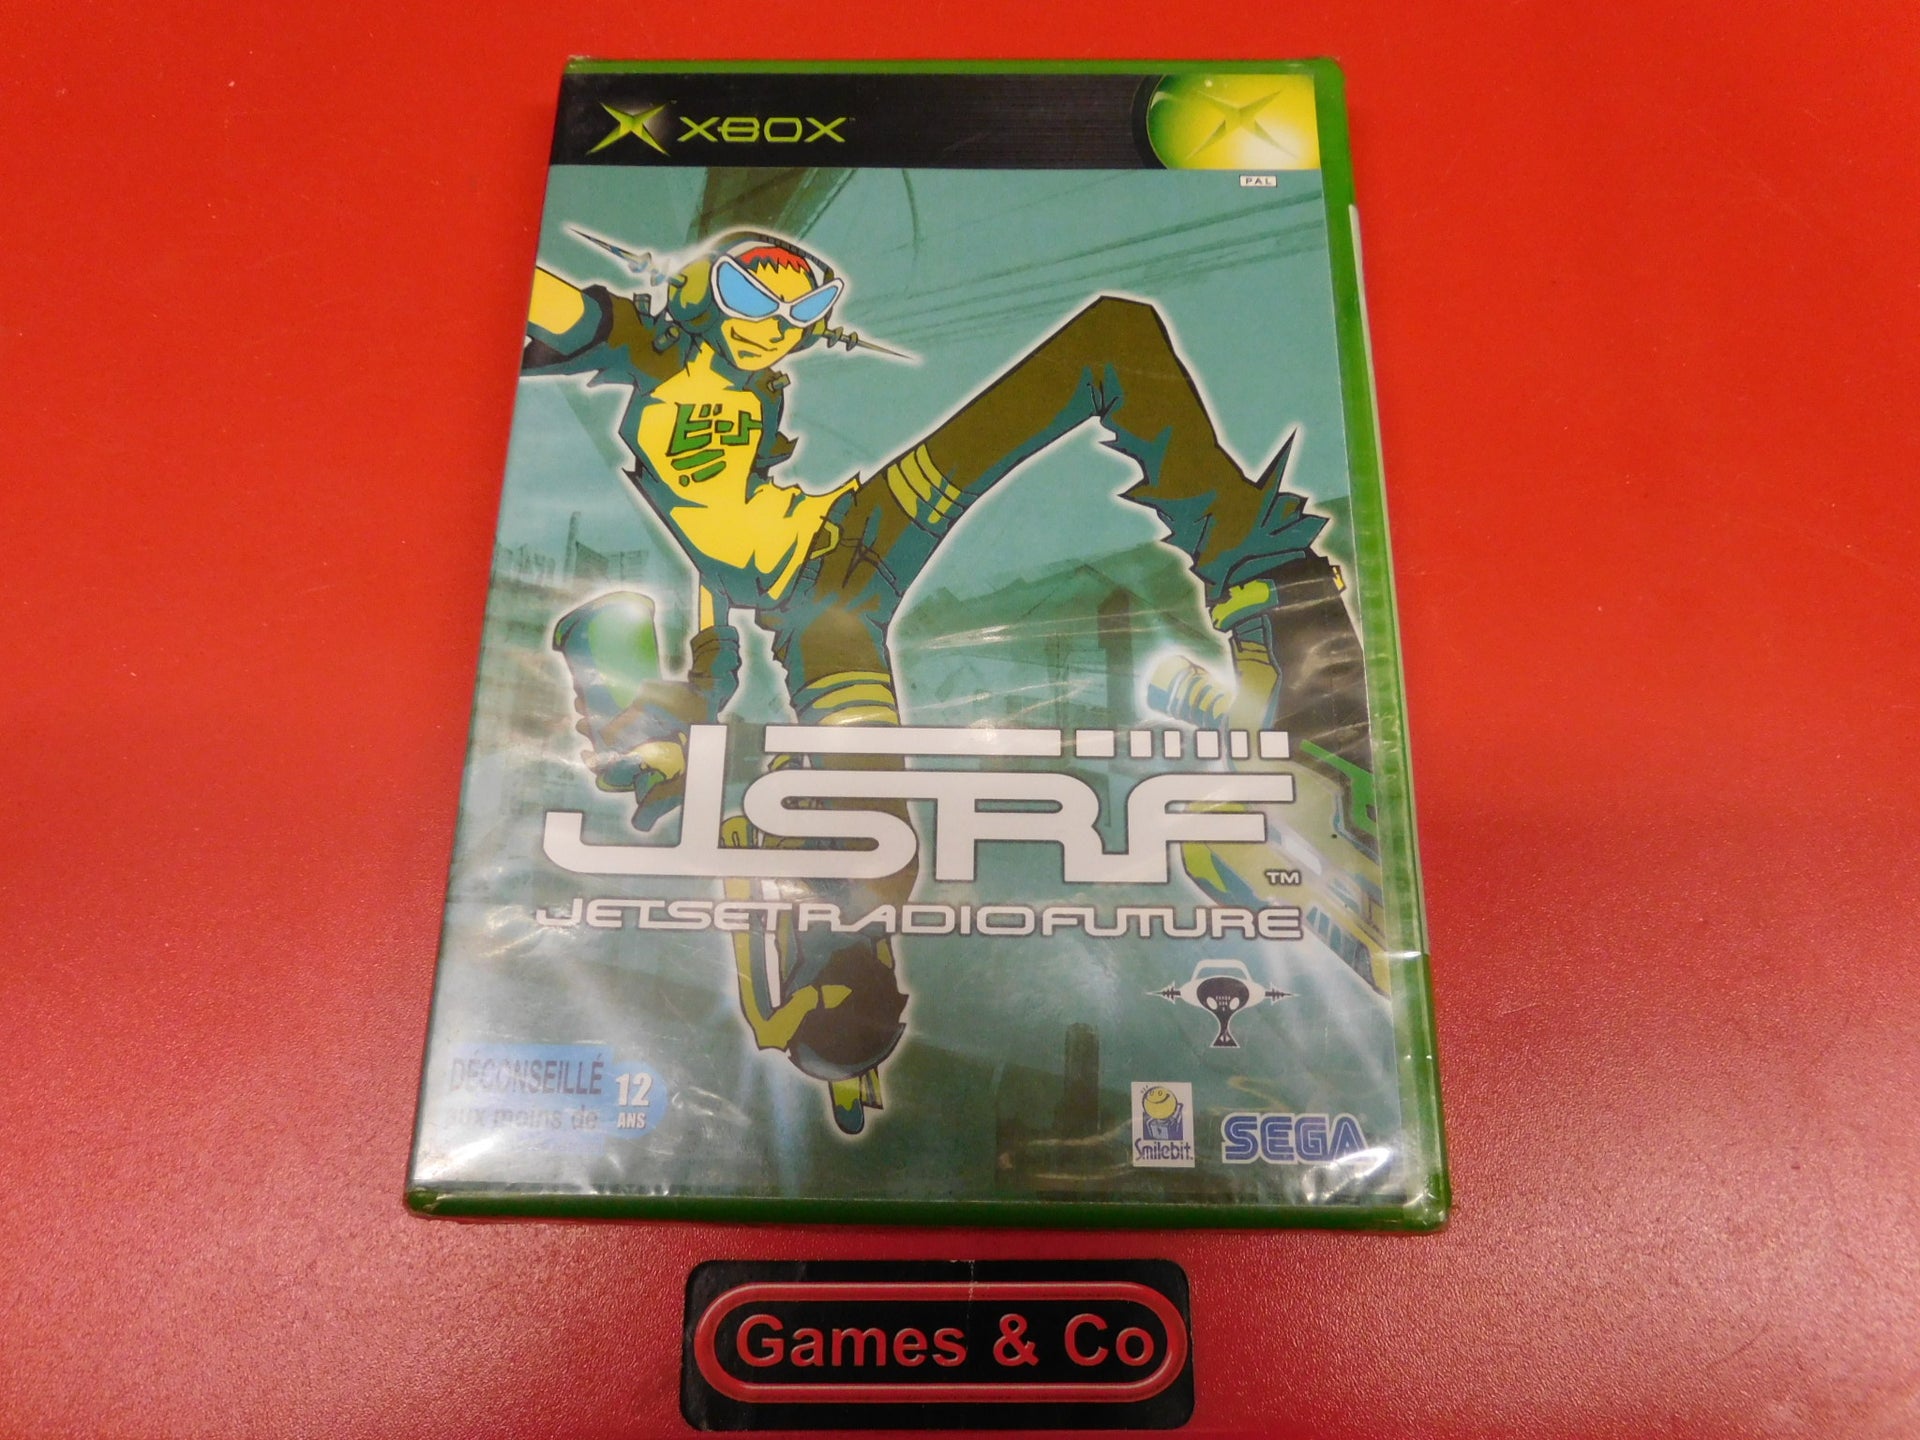 XBOX
PAL
ビート
JSRF
TM
JETSETRADIOFUTURE
DÉCONSEILLÉ
aux moins de
12
ANS
Smilebit.
SEGA
Games & Co